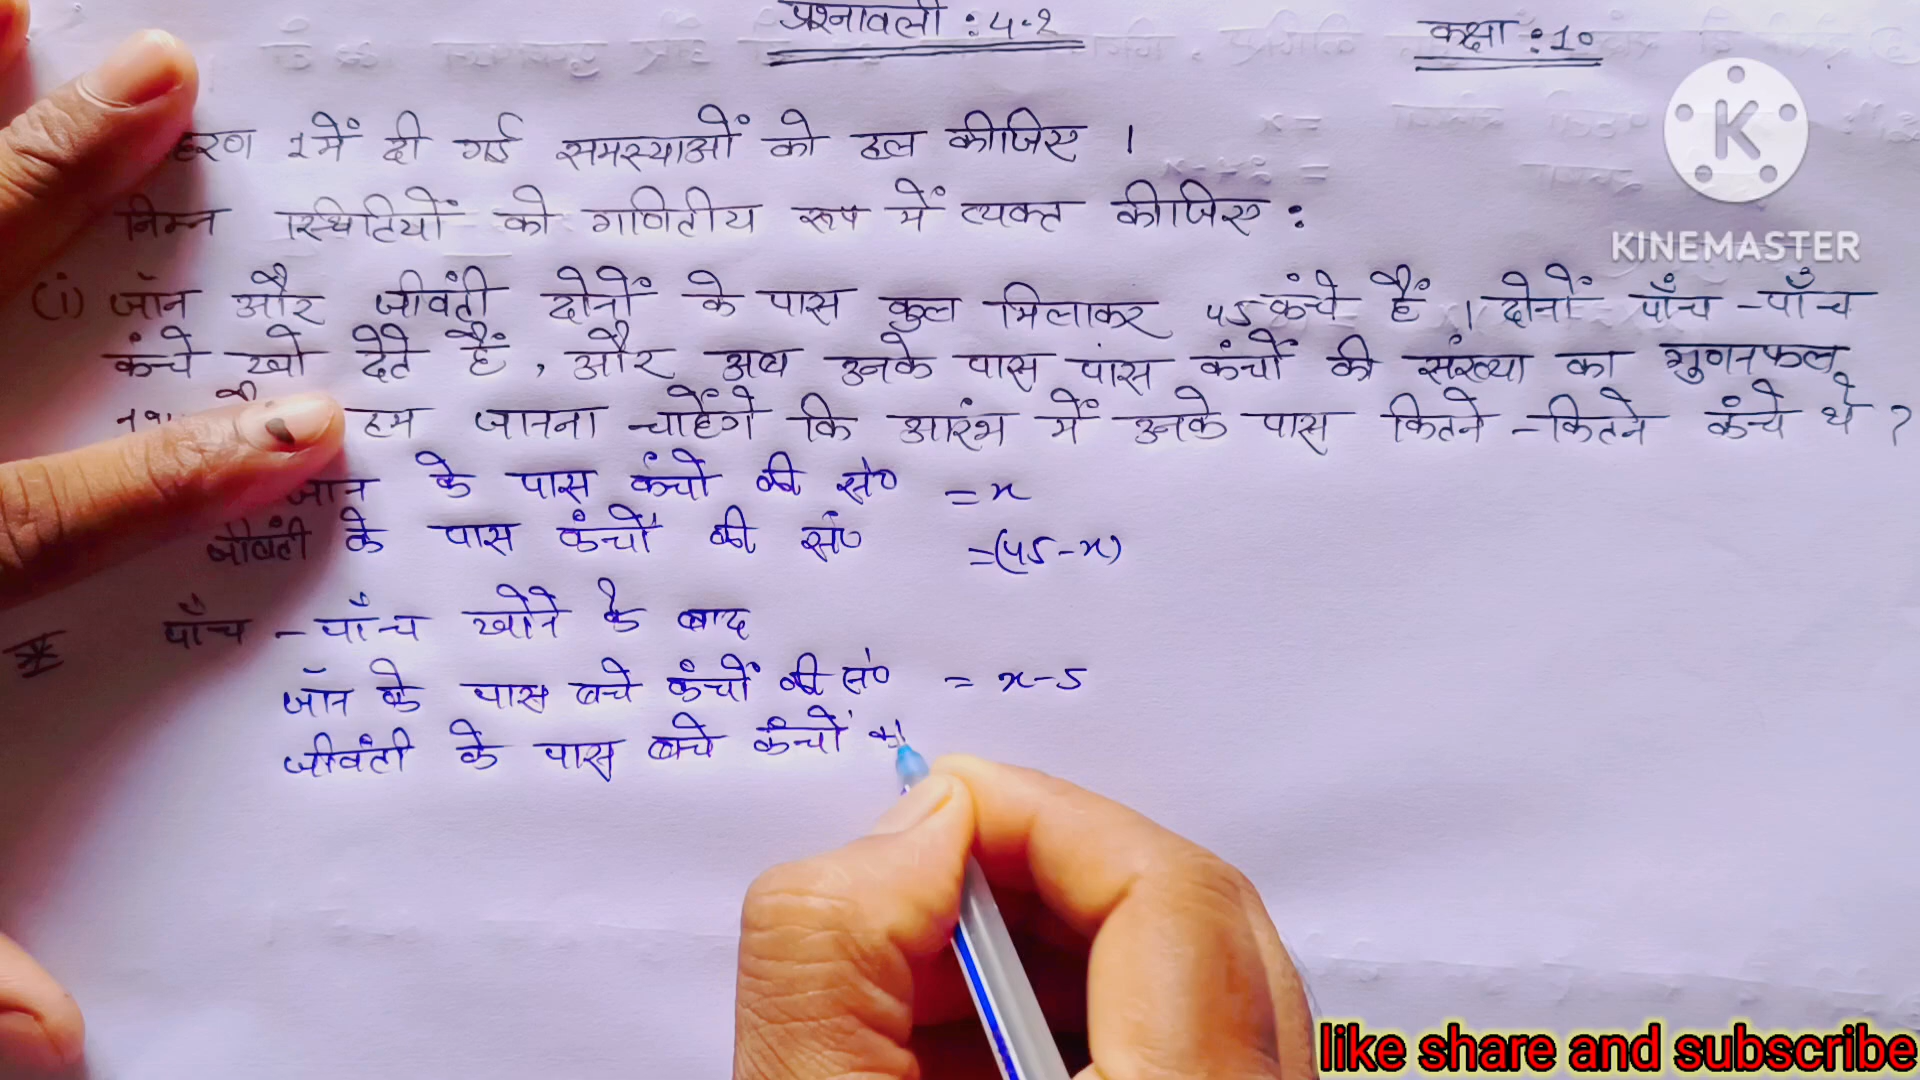 प्रश्नावली : 4.2
कक्षा : 10
हरण 1 में दी गई समस्याओं को हल कीजिए ।
KINEMASTER
निम्न स्थितियों को गणितीय रूप में व्यक्त कीजिए :
(i) जॉन और जीवंती दोनों के पास कुल मिलाकर 45 कंचे हैं । दोनों पाँच - पाँच
कंचे खो देते हैं , और अब उनके पास पांस कंचों की संख्या का गुणनफल
हम जानना चाहेंगे कि आरंभ में उनके पास कितने - कितने कंचे थे ?
जॉन के पास कंचों की सं० = x
जीवंती के पास कंचों की सं० = (45 - x)
पाँच - पाँच खोने के बाद
जॉन के पास बचे कंचों की सं० = x - 5
जीवंती के पास बचे कंचों
like share and subscribe